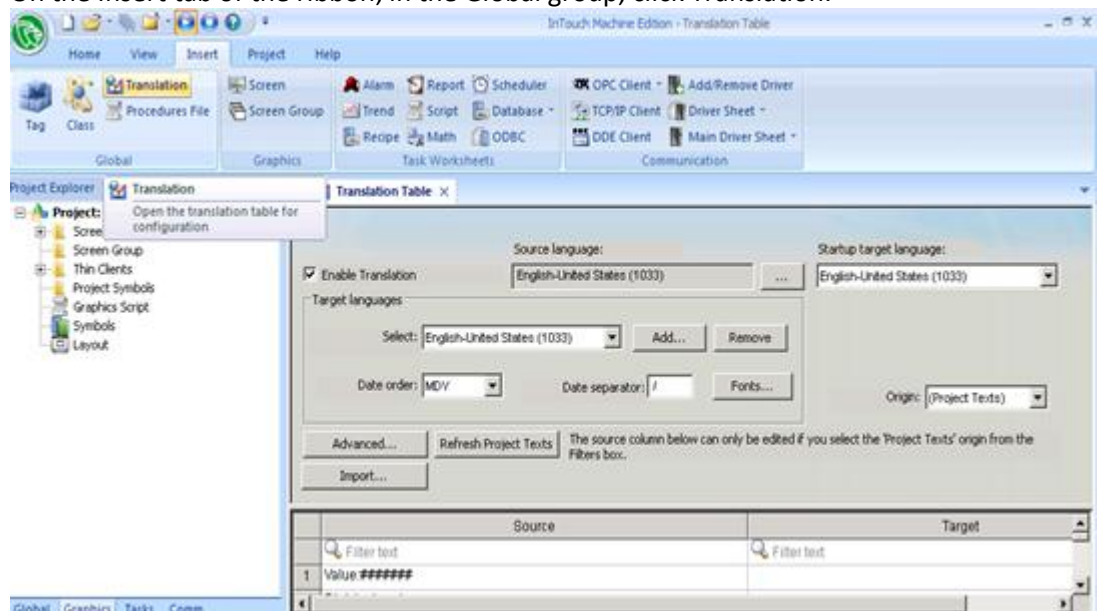 On the Insert tab of the Ribbon, in the Global group, click Translation.
InTouch Machine Edition - Translation Table
Home View Insert Project Help
Tag
Class
Translation
Procedures File
Global
Screen
Screen Group
Graphics
Alarm Report Scheduler
Trend Script Database
Recipe Math ODBC
Task Worksheets
OPC Client Add/Remove Driver
TCP/IP Client Driver Sheet
DDE Client Main Driver Sheet
Communication
Project Explorer
Translation
Open the translation table for
configuration
Translation Table
Project:
Scree
Screen Group
Thin Clients
Project Symbols
Graphics Script
Symbols
Layout
Source language:
Startup target language:
Enable Translation
English-United States (1033)
...
English-United States (1033)
Target languages
Select: English-United States (1033) Add... Remove
Date order: MDY Date separator: / Fonts...
Origin: (Project Texts)
Advanced... Refresh Project Texts
The source column below can only be edited if you select the 'Project Texts' origin from the
Filters box.
Import...
Source Target
Filter text Filter text
1 Value:#######
Global Graphics Tasks Comm